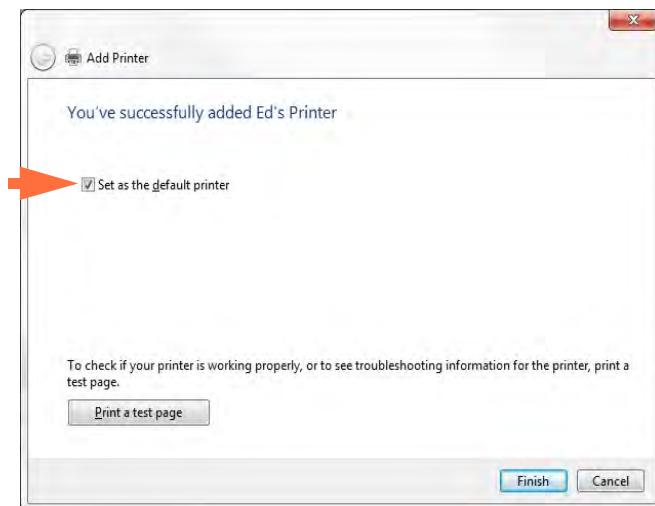 Add Printer
You've successfully added Ed's Printer
Set as the default printer
To check if your printer is working properly, or to see troubleshooting information for the printer, print a
test page.
Print a test page
Finish Cancel